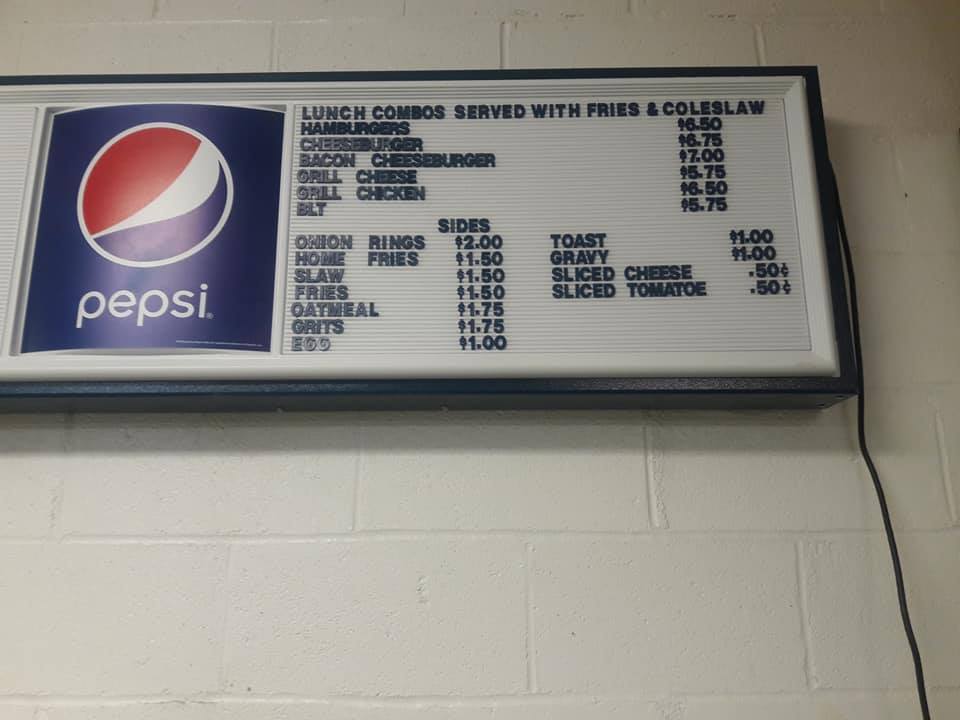 pepsi
LUNCH COMBOS SERVED WITH FRIES & COLESLAW
HAMBURGERS $6.50
CHEESEBURGER $6.75
BACON CHEESEBURGER $7.00
GRILL CHEESE $5.75
GRILL CHICKEN $6.50
BLT $5.75
SIDES
ONION RINGS $2.00 TOAST $1.00
HOME FRIES $1.50 GRAVY $1.00
SLAW $1.50 SLICED CHEESE .50¢
FRIES $1.50 SLICED TOMATOE .50¢
OATMEAL $1.75
GRITS $1.75
EGG $1.00